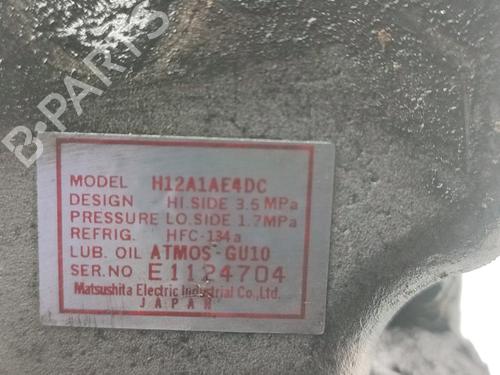 B-PARTS
MODEL H12A1AE4DC
DESIGN HI.SIDE 3.5 MPa
PRESSURE LO.SIDE 1.7MPa
REFRIG. HFC-134a
LUB. OIL ATMOS-GU10
SER.NO E1124704
Matsushita Electric Industrial Co.,Ltd.
JAPAN